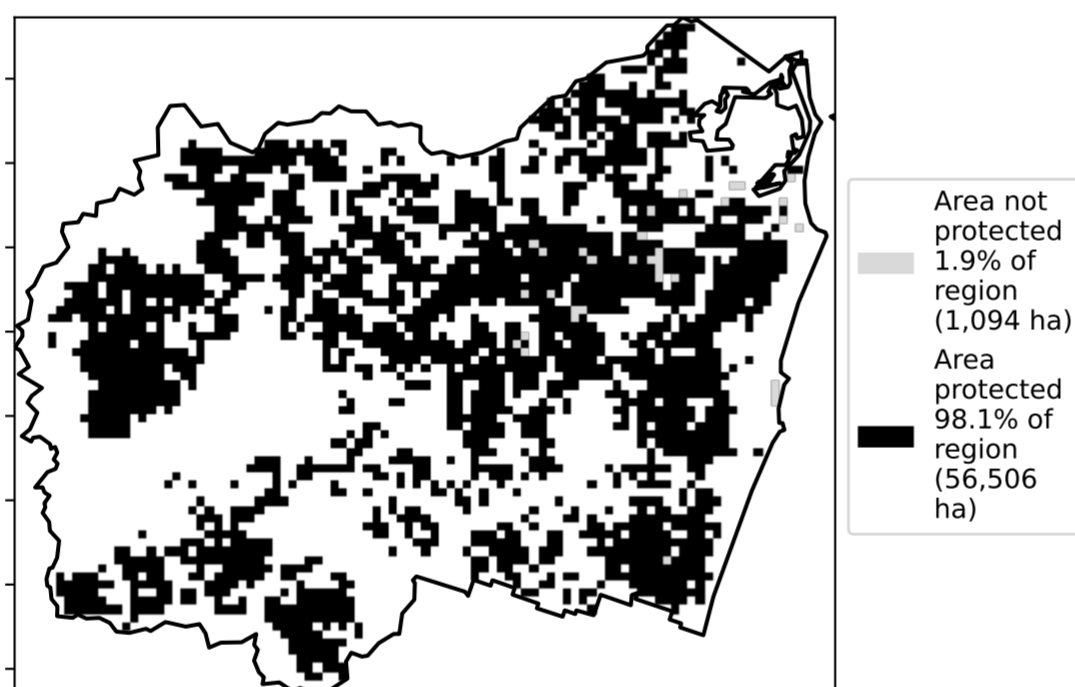 Area not
protected
1.9% of
region
(1,094 ha)
Area
protected
98.1% of
region
(56,506
ha)